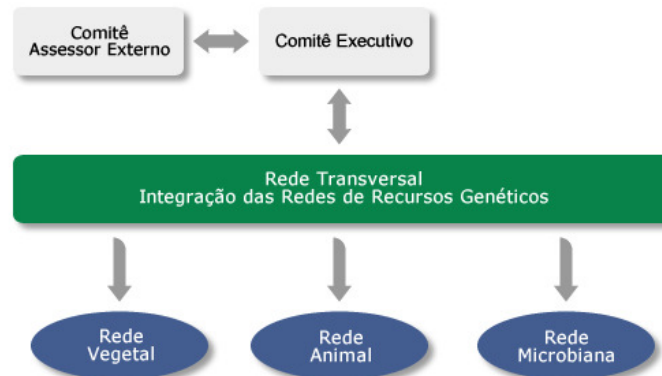 Comitê
Assessor Externo
Comitê Executivo
Rede Transversal
Integração das Redes de Recursos Genéticos
Rede
Vegetal
Rede
Animal
Rede
Microbiana